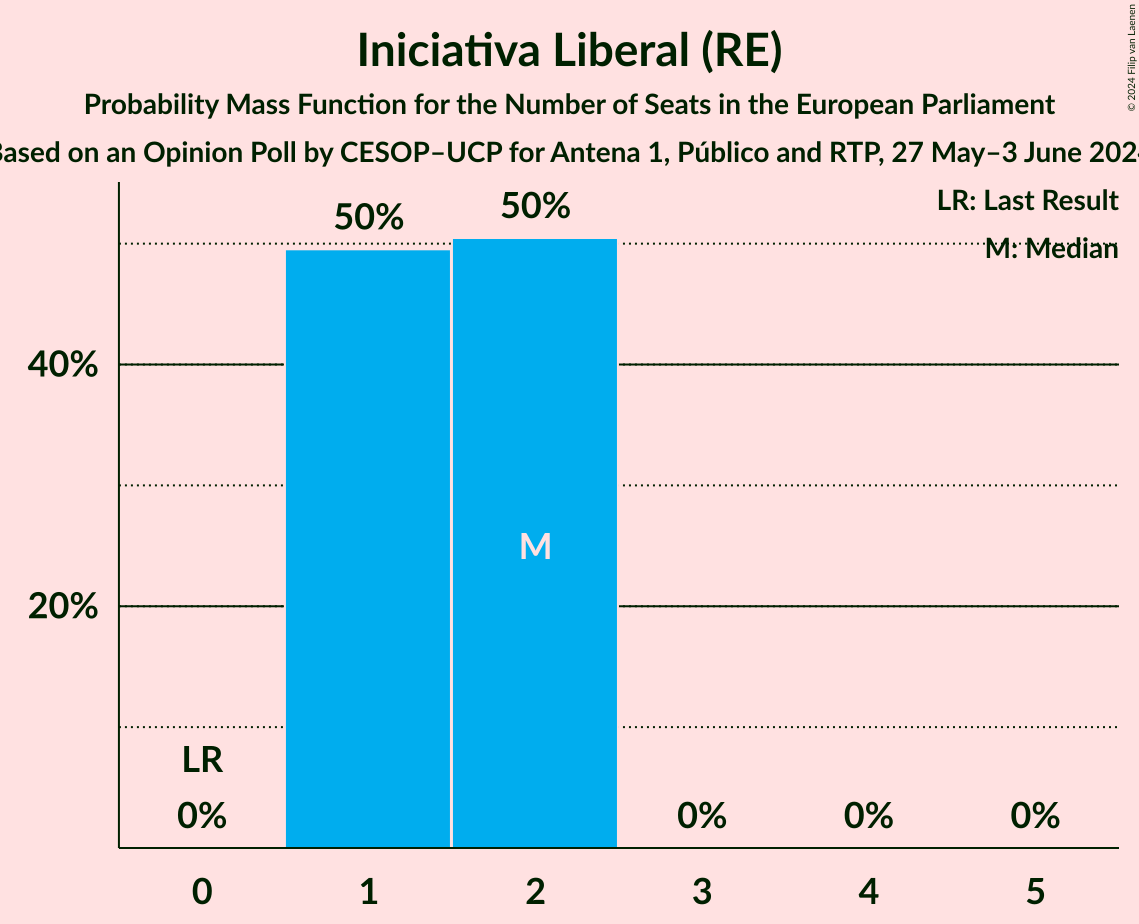 Iniciativa Liberal (RE)
Probability Mass Function for the Number of Seats in the European Parliament
Based on an Opinion Poll by CESOP–UCP for Antena 1, Público and RTP, 27 May–3 June 2024
© 2024 Filip van Laenen
LR: Last Result
M: Median
50%
50%
40%
20%
M
LR
0%
0%
0%
0%
0
1
2
3
4
5